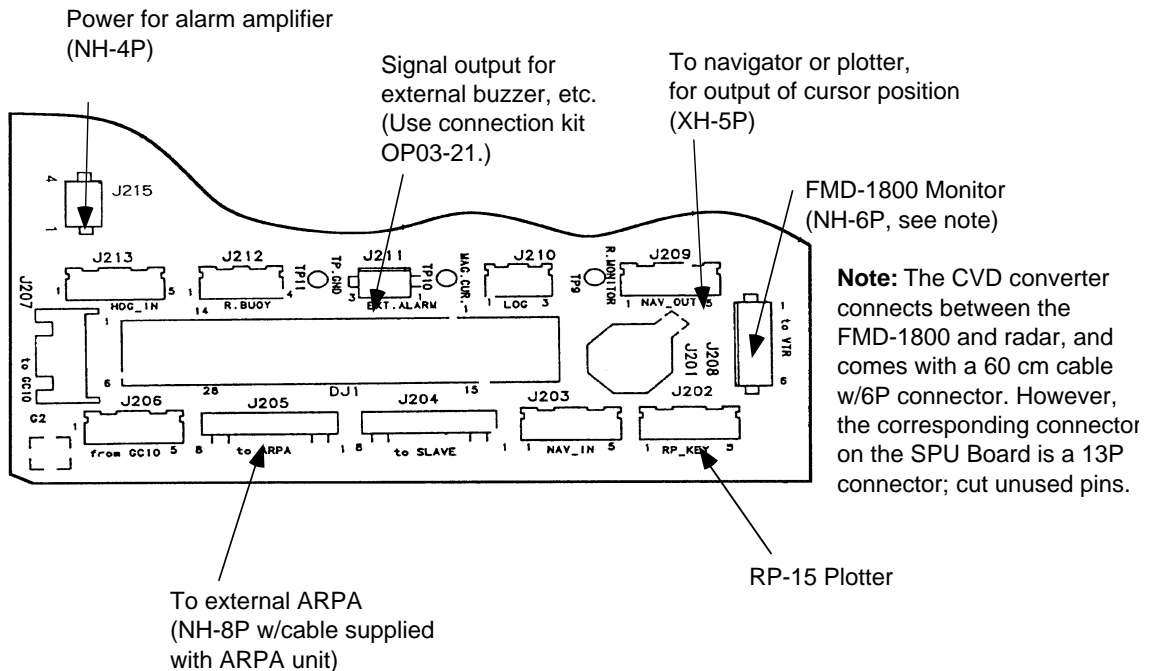 Power for alarm amplifier
(NH-4P)
Signal output for
external buzzer, etc.
(Use connection kit
OP03-21.)
To navigator or plotter,
for output of cursor position
(XH-5P)
FMD-1800 Monitor
(NH-6P, see note)
Note: The CVD converter
connects between the
FMD-1800 and radar, and
comes with a 60 cm cable
w/6P connector. However,
the corresponding connector
on the SPU Board is a 13P
connector; cut unused pins.
4
J215
1
J213
1 5
HDG_IN
J212
1 4
R.BUOY
TP11
TP.GND
J211
2 1
EXT.ALARM
TP10
MAG.CUR.
J210
1 3
LOG
R.MONITOR
TP9
J209
1 NAV_OUT 5
J207
to GC10
1
14
6
28
DJ1
1
15
J201
J208
1
to VTR
6
G2
J206
1
from GC10 5
J205
8 to ARPA 1
J204
8 to SLAVE 1
J203
1 NAV_IN 5
J202
1 RP_KEY 5
RP-15 Plotter
To external ARPA
(NH-8P w/cable supplied
with ARPA unit)